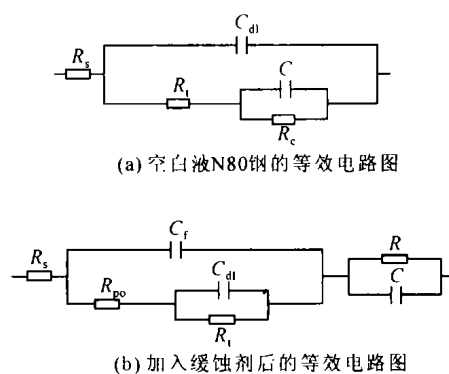 C_dl
R_s
R_t
C
R_c
(a) 空白液N80钢的等效电路图
C_f
R_s
C_dl
R
R_po
C
R_t
(b) 加入缓蚀剂后的等效电路图